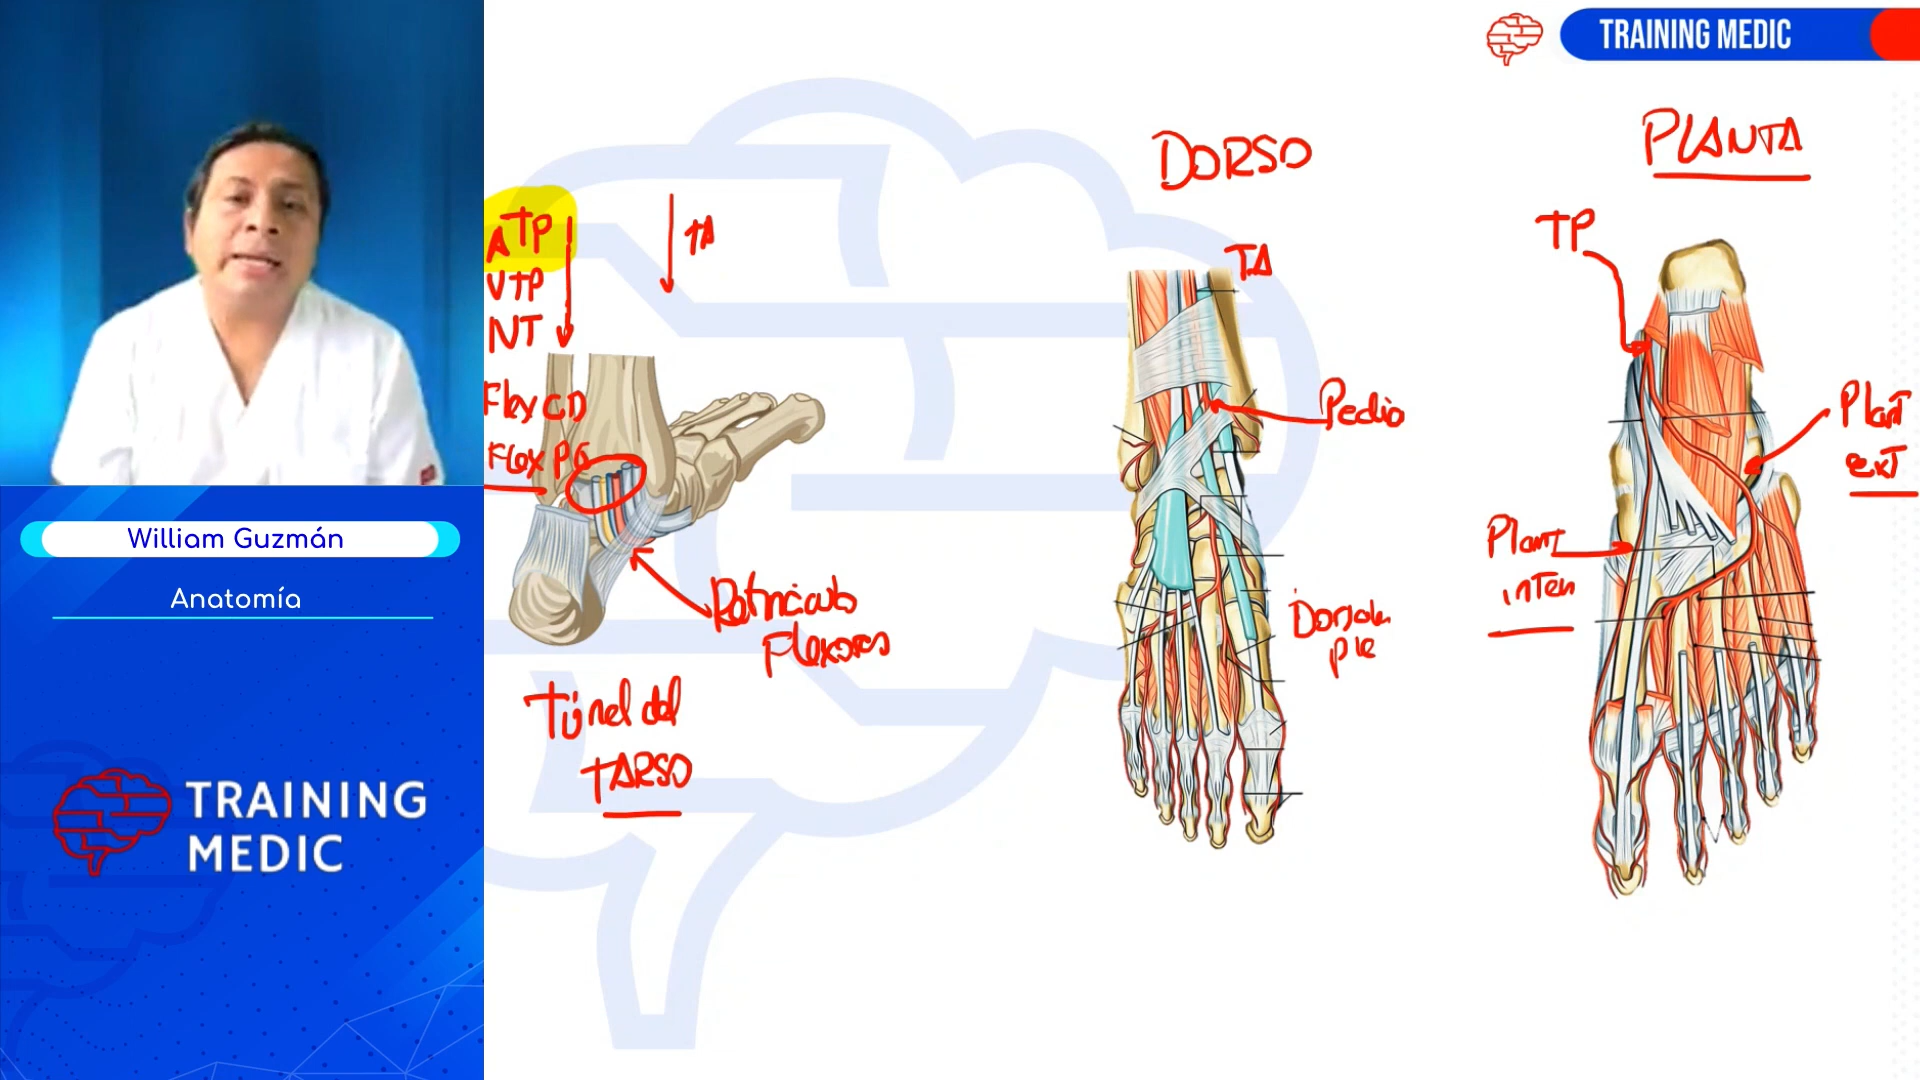 TRAINING MEDIC
PLANTA
DORSO
ATP
VTP
NT
TA
TA
TP
Flex CD
Flex PG
Pedia
Plant
ext
Plant
inten
Retináculo
Flexores
Dorsal
pie
Túnel del
TARSO
William Guzmán
Anatomía
TRAINING
MEDIC